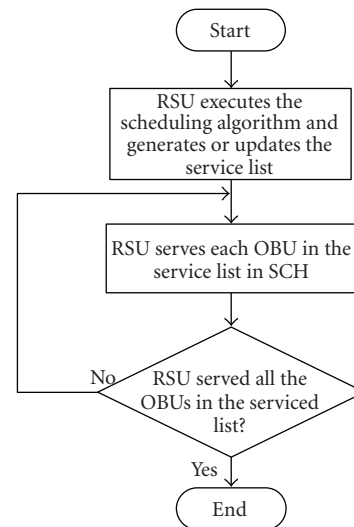 Start
RSU executes the
scheduling algorithm and
generates or updates the
service list
RSU serves each OBU in the
service list in SCH
No
RSU served all the
OBUs in the serviced
list?
Yes
End